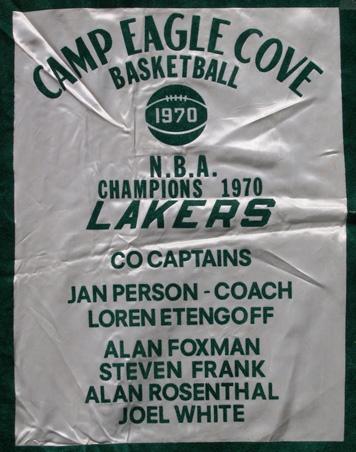 CAMP EAGLE COVE
BASKETBALL
1970
N.B.A.
CHAMPIONS 1970
LAKERS
CO CAPTAINS
JAN PERSON - COACH
LOREN ETENGOFF
ALAN FOXMAN
STEVEN FRANK
ALAN ROSENTHAL
JOEL WHITE